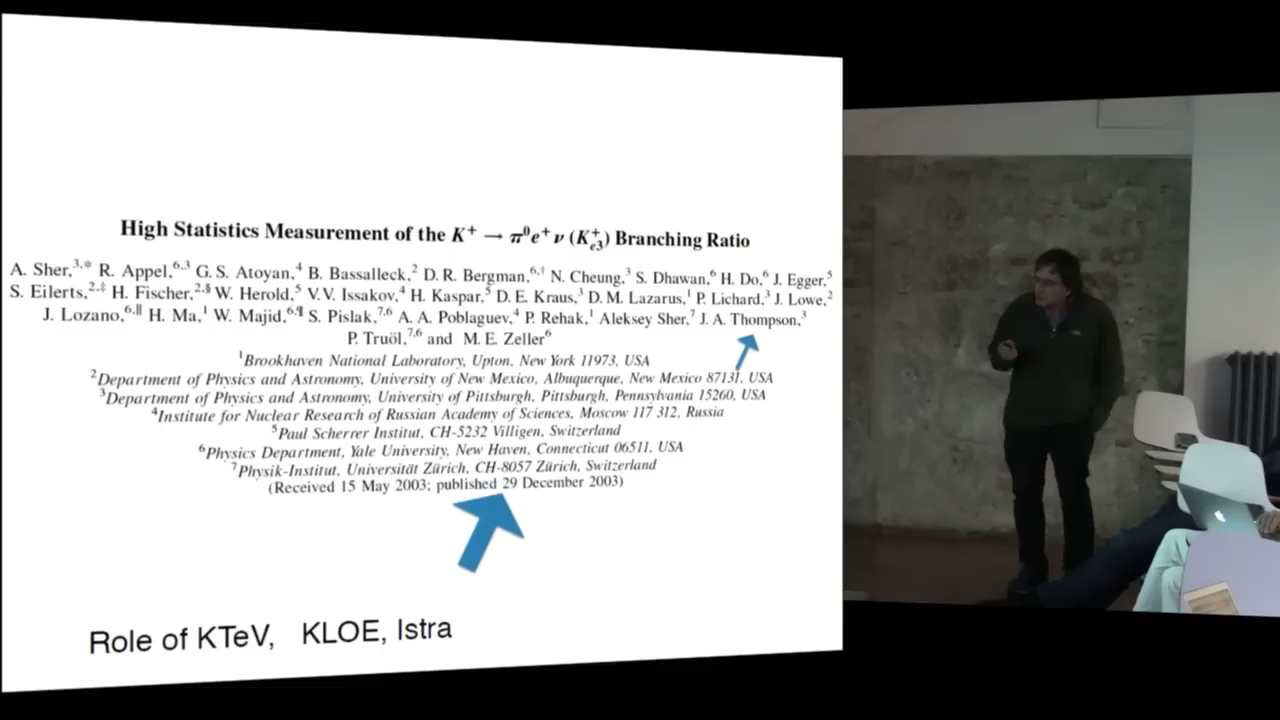 High Statistics Measurement of the K⁺ → π⁰e⁺ν (K⁺ₑ₃) Branching Ratio
A. Sher,³,* R. Appel,⁶,³ G. S. Atoyan,⁴ B. Bassalleck,² D. R. Bergman,⁶,† N. Cheung,³ S. Dhawan,⁶ H. Do,⁶ J. Egger,⁵
S. Eilerts,²,‡ H. Fischer,²,§ W. Herold,⁵ V. V. Issakov,⁴ H. Kaspar,⁵ D. E. Kraus,³ D. M. Lazarus,¹ P. Lichard,³ J. Lowe,²
J. Lozano,⁶,‖ H. Ma,¹ W. Majid,⁶,¶ S. Pislak,⁷,⁶ A. A. Poblaguev,⁴ P. Rehak,¹ Aleksey Sher,⁷ J. A. Thompson,³
P. Truöl,⁷,⁶ and M. E. Zeller⁶
¹Brookhaven National Laboratory, Upton, New York 11973, USA
²Department of Physics and Astronomy, University of New Mexico, Albuquerque, New Mexico 87131, USA
³Department of Physics and Astronomy, University of Pittsburgh, Pittsburgh, Pennsylvania 15260, USA
⁴Institute for Nuclear Research of Russian Academy of Sciences, Moscow 117 312, Russia
⁵Paul Scherrer Institut, CH-5232 Villigen, Switzerland
⁶Physics Department, Yale University, New Haven, Connecticut 06511, USA
⁷Physik-Institut, Universität Zürich, CH-8057 Zürich, Switzerland
(Received 15 May 2003; published 29 December 2003)
Role of KTeV, KLOE, Istra